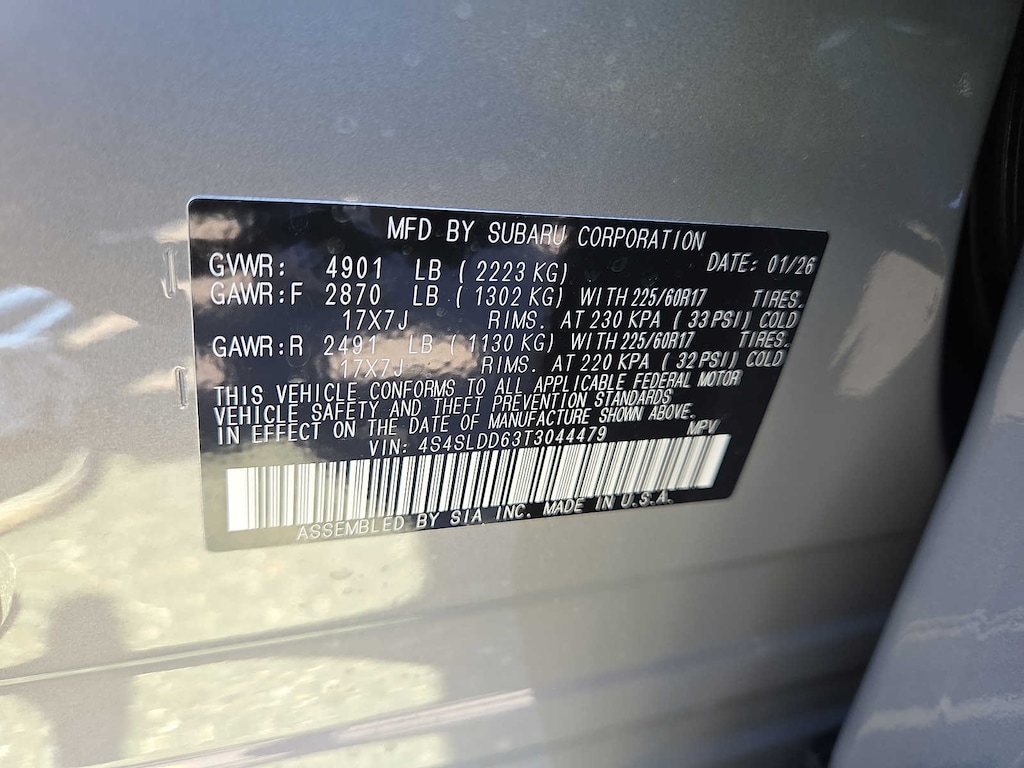 MFD BY SUBARU CORPORATION
DATE: 01/26
GVWR: 4901 LB ( 2223 KG)
GAWR:F 2870 LB ( 1302 KG) WITH 225/60R17 TIRES.
17X7J RIMS. AT 230 KPA ( 33 PSI) COLD
GAWR:R 2491 LB ( 1130 KG) WITH 225/60R17 TIRES.
17X7J RIMS. AT 220 KPA ( 32 PSI) COLD
THIS VEHICLE CONFORMS TO ALL APPLICABLE FEDERAL MOTOR
VEHICLE SAFETY AND THEFT PREVENTION STANDARDS
IN EFFECT ON THE DATE OF MANUFACTURE SHOWN ABOVE.
VIN: 4S4SLDD63T3044479 MPV
ASSEMBLED BY SIA, INC. MADE IN U.S.A.